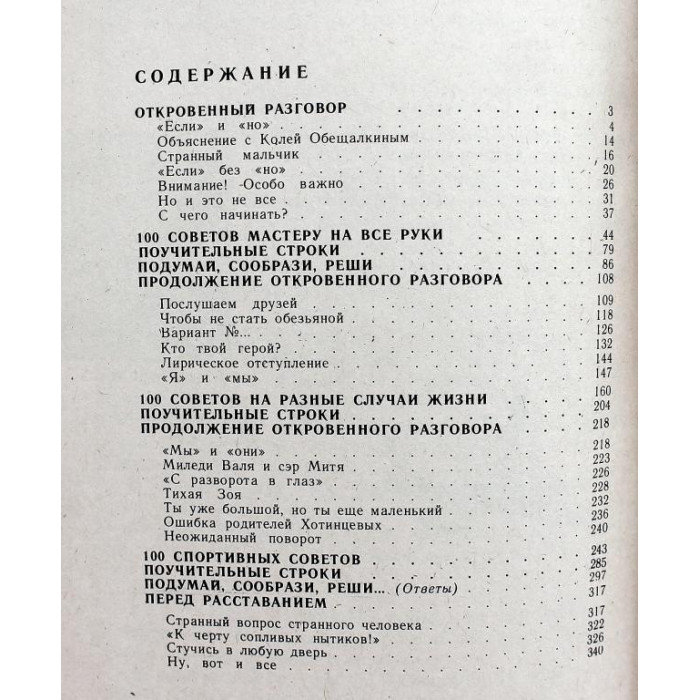 СОДЕРЖАНИЕ
ОТКРОВЕННЫЙ РАЗГОВОР . . . . . . . . . . 3
«Если» и «но» . . . . . . . . . . 4
Объяснение с Колей Обещалкиным . . . . . . . . . . 14
Странный мальчик . . . . . . . . . . 16
«Если» без «но» . . . . . . . . . . 20
Внимание! -Особо важно . . . . . . . . . . 26
Но и это не все . . . . . . . . . . 31
С чего начинать? . . . . . . . . . . 37
100 СОВЕТОВ МАСТЕРУ НА ВСЕ РУКИ . . . . . . . . . . 44
ПОУЧИТЕЛЬНЫЕ СТРОКИ . . . . . . . . . . 79
ПОДУМАЙ, СООБРАЗИ, РЕШИ . . . . . . . . . . 86
ПРОДОЛЖЕНИЕ ОТКРОВЕННОГО РАЗГОВОРА . . . . . . . . . . 108
Послушаем друзей . . . . . . . . . . 109
Чтобы не стать обезьяной . . . . . . . . . . 118
Вариант №... . . . . . . . . . . 126
Кто твой герой? . . . . . . . . . . 132
Лирическое отступление . . . . . . . . . . 144
«Я» и «мы» . . . . . . . . . . 147
100 СОВЕТОВ НА РАЗНЫЕ СЛУЧАИ ЖИЗНИ . . . . . . . . . . 160
ПОУЧИТЕЛЬНЫЕ СТРОКИ . . . . . . . . . . 204
ПРОДОЛЖЕНИЕ ОТКРОВЕННОГО РАЗГОВОРА . . . . . . . . . . 218
«Мы» и «они» . . . . . . . . . . 218
Миледи Валя и сэр Митя . . . . . . . . . . 223
«С разворота в глаз» . . . . . . . . . . 226
Тихая Зоя . . . . . . . . . . 228
Ты уже большой, но ты еще маленький . . . . . . . . . . 232
Ошибка родителей Хотинцевых . . . . . . . . . . 236
Неожиданный поворот . . . . . . . . . . 240
100 СПОРТИВНЫХ СОВЕТОВ . . . . . . . . . . 243
ПОУЧИТЕЛЬНЫЕ СТРОКИ . . . . . . . . . . 285
ПОДУМАЙ, СООБРАЗИ, РЕШИ... (Ответы) . . . . . . . . . . 297
ПЕРЕД РАССТАВАНИЕМ . . . . . . . . . . 317
Странный вопрос странного человека . . . . . . . . . . 317
«К черту сопливых нытиков!» . . . . . . . . . . 322
Стучись в любую дверь . . . . . . . . . . 326
Ну, вот и все . . . . . . . . . . 340